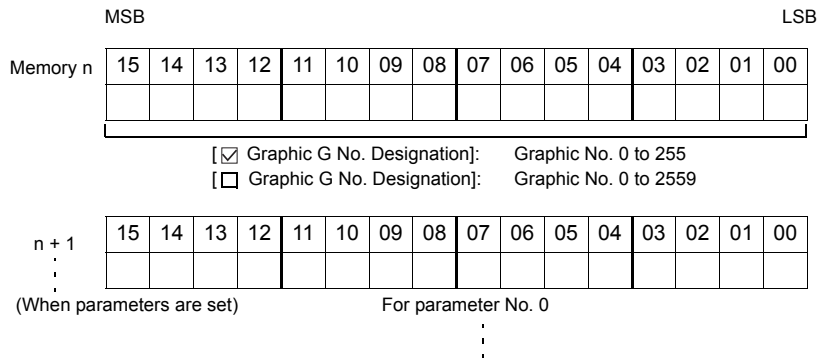 MSB LSB
Memory n 15 14 13 12 11 10 09 08 07 06 05 04 03 02 01 00
[☑ Graphic G No. Designation]: Graphic No. 0 to 255
[☐ Graphic G No. Designation]: Graphic No. 0 to 2559
n + 1 15 14 13 12 11 10 09 08 07 06 05 04 03 02 01 00
(When parameters are set) For parameter No. 0